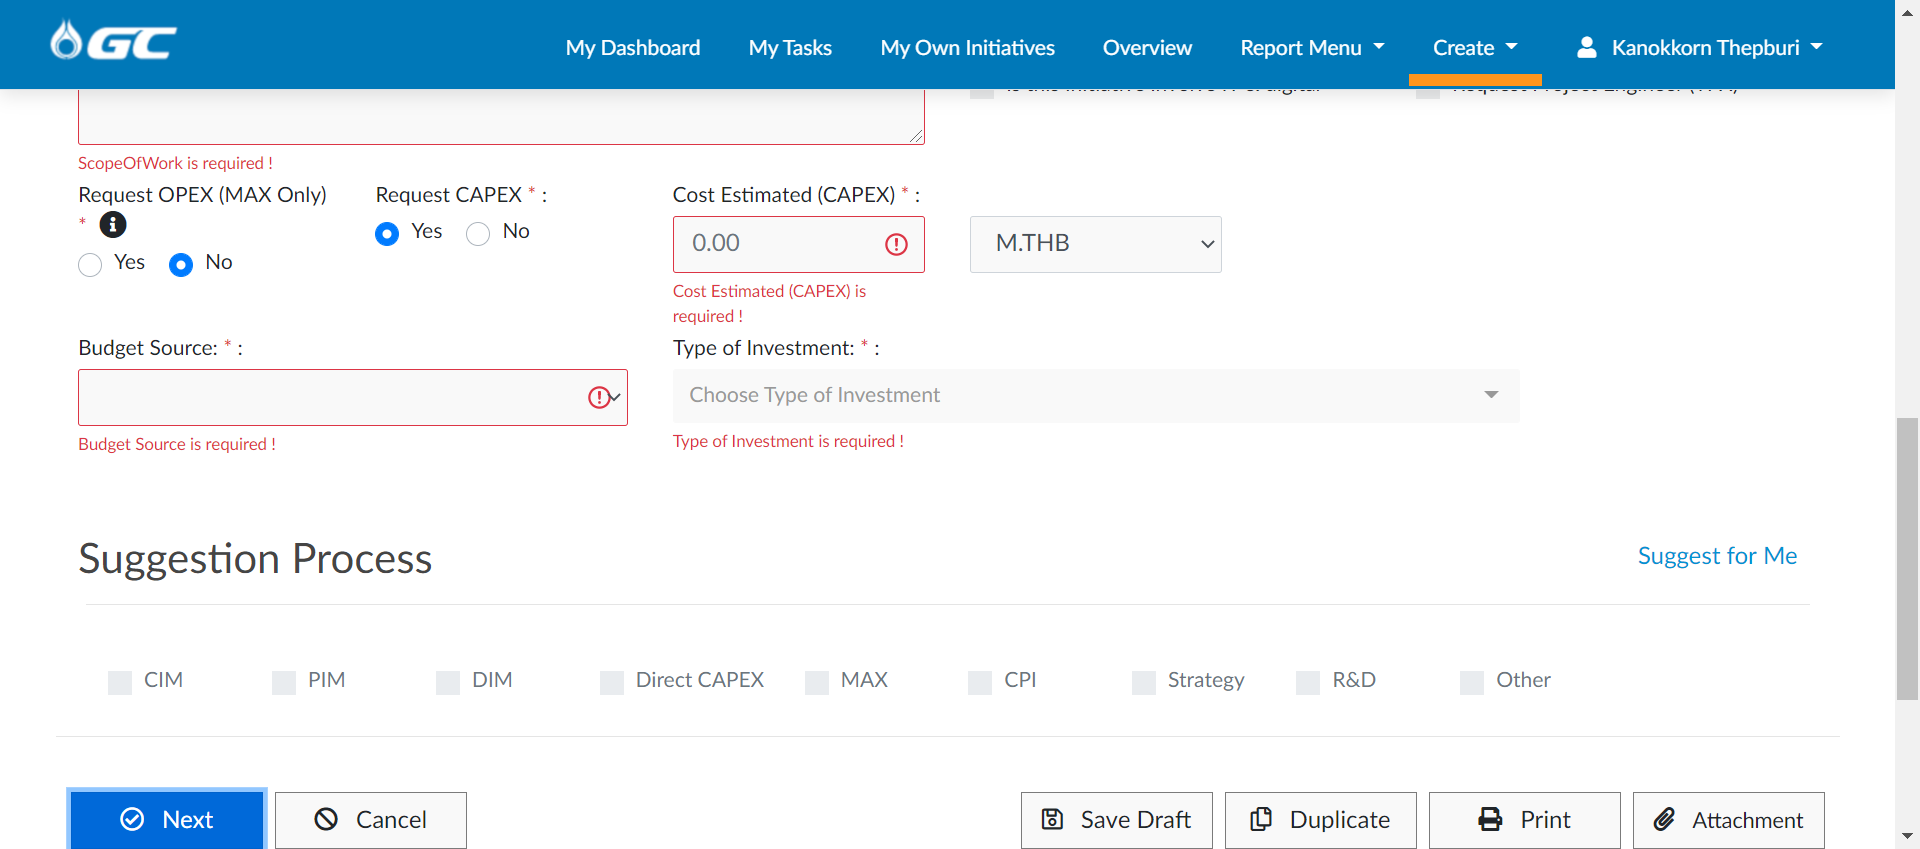 GC
My Dashboard
My Tasks
My Own Initiatives
Overview
Report Menu
Create
Kanokkorn Thepburi
ScopeOfWork is required !
Request OPEX (MAX Only)
*
Yes
No
Request CAPEX * :
Yes
No
Cost Estimated (CAPEX) * :
0.00
M.THB
Cost Estimated (CAPEX) is
required !
Budget Source: * :
Budget Source is required !
Type of Investment: * :
Choose Type of Investment
Type of Investment is required !
Suggestion Process
Suggest for Me
CIM
PIM
DIM
Direct CAPEX
MAX
CPI
Strategy
R&D
Other
Next
Cancel
Save Draft
Duplicate
Print
Attachment